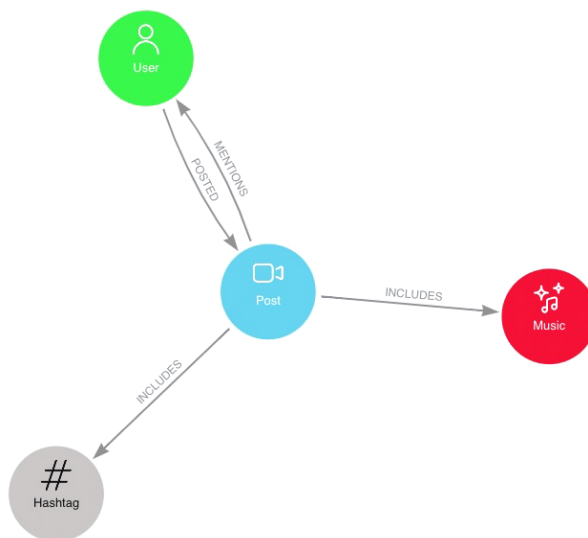 User
POSTED
MENTIONS
Post
INCLUDES
Music
INCLUDES
#
Hashtag